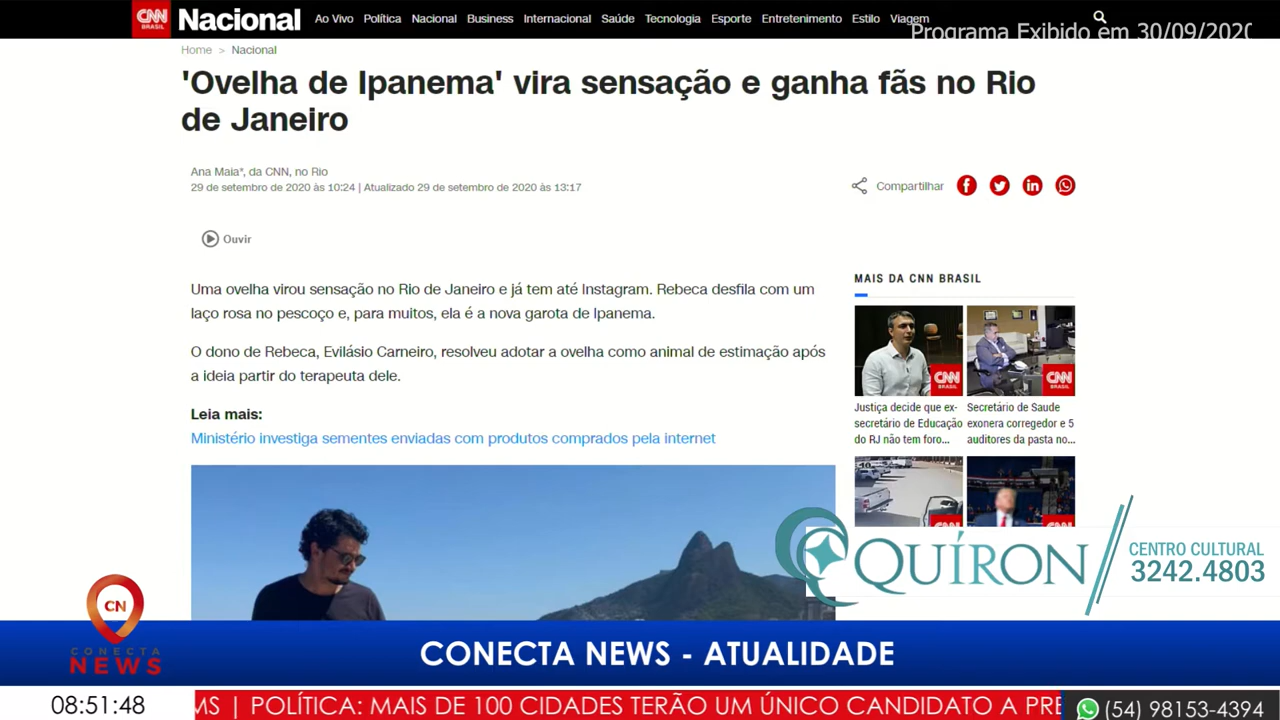 CNN
BRASIL
Nacional
Ao Vivo Política Nacional Business Internacional Saúde Tecnologia Esporte Entretenimento Estilo Viagem
Programa Exibido em 30/09/2020
Home > Nacional
'Ovelha de Ipanema' vira sensação e ganha fãs no Rio
de Janeiro
Ana Maia*, da CNN, no Rio
29 de setembro de 2020 às 10:24 | Atualizado 29 de setembro de 2020 às 13:17
Compartilhar
Ouvir
Uma ovelha virou sensação no Rio de Janeiro e já tem até Instagram. Rebeca desfila com um
laço rosa no pescoço e, para muitos, ela é a nova garota de Ipanema.
O dono de Rebeca, Evilásio Carneiro, resolveu adotar a ovelha como animal de estimação após
a ideia partir do terapeuta dele.
Leia mais:
Ministério investiga sementes enviadas com produtos comprados pela internet
MAIS DA CNN BRASIL
CNN
BRASIL
CNN
BRASIL
Justiça decide que ex-
secretário de Educação
do RJ não tem foro...
Secretário de Saude
exonera corregedor e 5
auditores da pasta no...
CNN
CNN
QUÍRON
CENTRO CULTURAL
3242.4803
CN
CONECTA
NEWS
CONECTA NEWS - ATUALIDADE
08:51:48
MS | POLÍTICA: MAIS DE 100 CIDADES TERÃO UM ÚNICO CANDIDATO A PRE
(54) 98153-4394